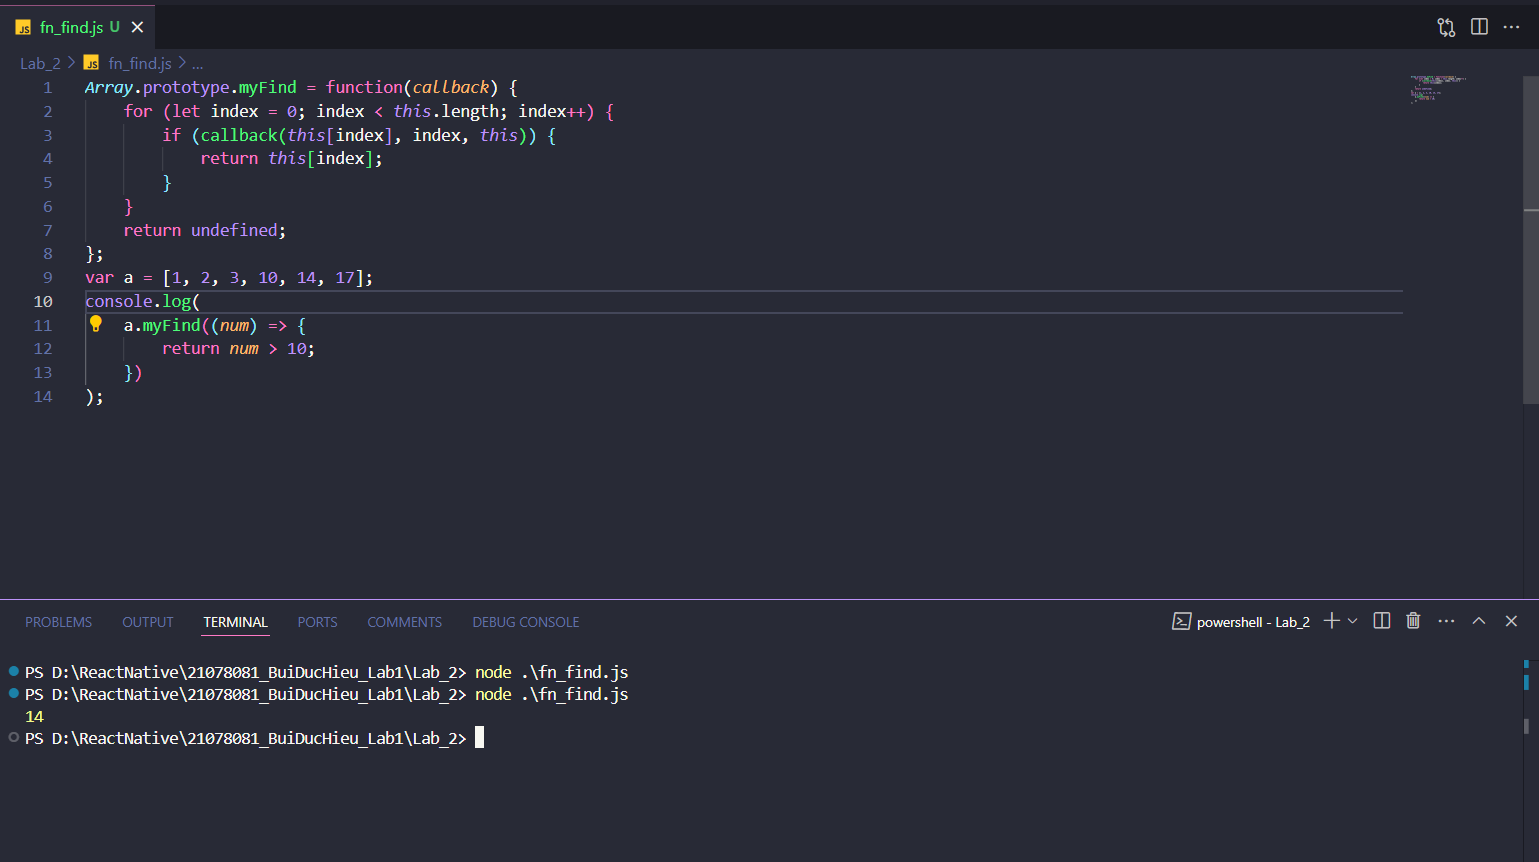 JS fn_find.js U
Lab_2 > JS fn_find.js > ...
1 Array.prototype.myFind = function(callback) {
2     for (let index = 0; index < this.length; index++) {
3         if (callback(this[index], index, this)) {
4             return this[index];
5         }
6     }
7     return undefined;
8 };
9 var a = [1, 2, 3, 10, 14, 17];
10 console.log(
11     a.myFind((num) => {
12         return num > 10;
13     })
14 );
PROBLEMS OUTPUT TERMINAL PORTS COMMENTS DEBUG CONSOLE powershell - Lab_2
PS D:\ReactNative\21078081_BuiDucHieu_Lab1\Lab_2> node .\fn_find.js
PS D:\ReactNative\21078081_BuiDucHieu_Lab1\Lab_2> node .\fn_find.js
14
PS D:\ReactNative\21078081_BuiDucHieu_Lab1\Lab_2>